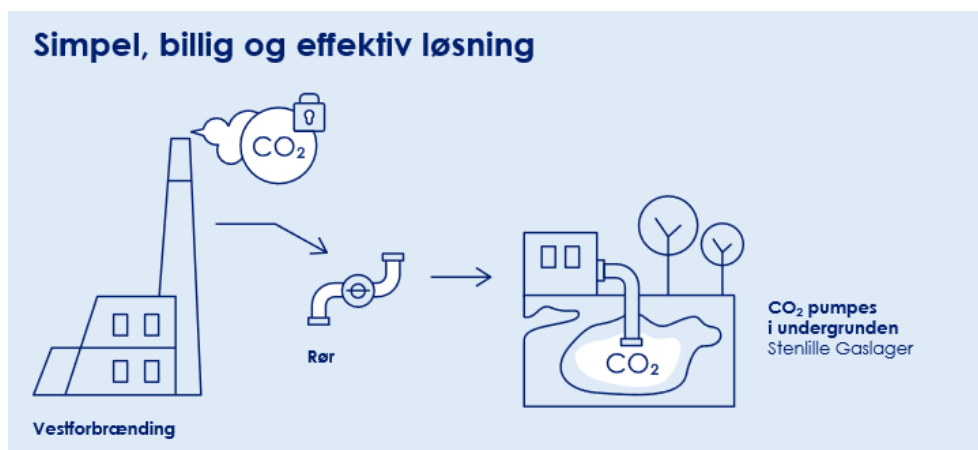 Simpel, billig og effektiv løsning
CO₂
Rør
Vestforbrænding
CO₂
CO₂ pumpes
i undergrunden
Stenlille Gaslager